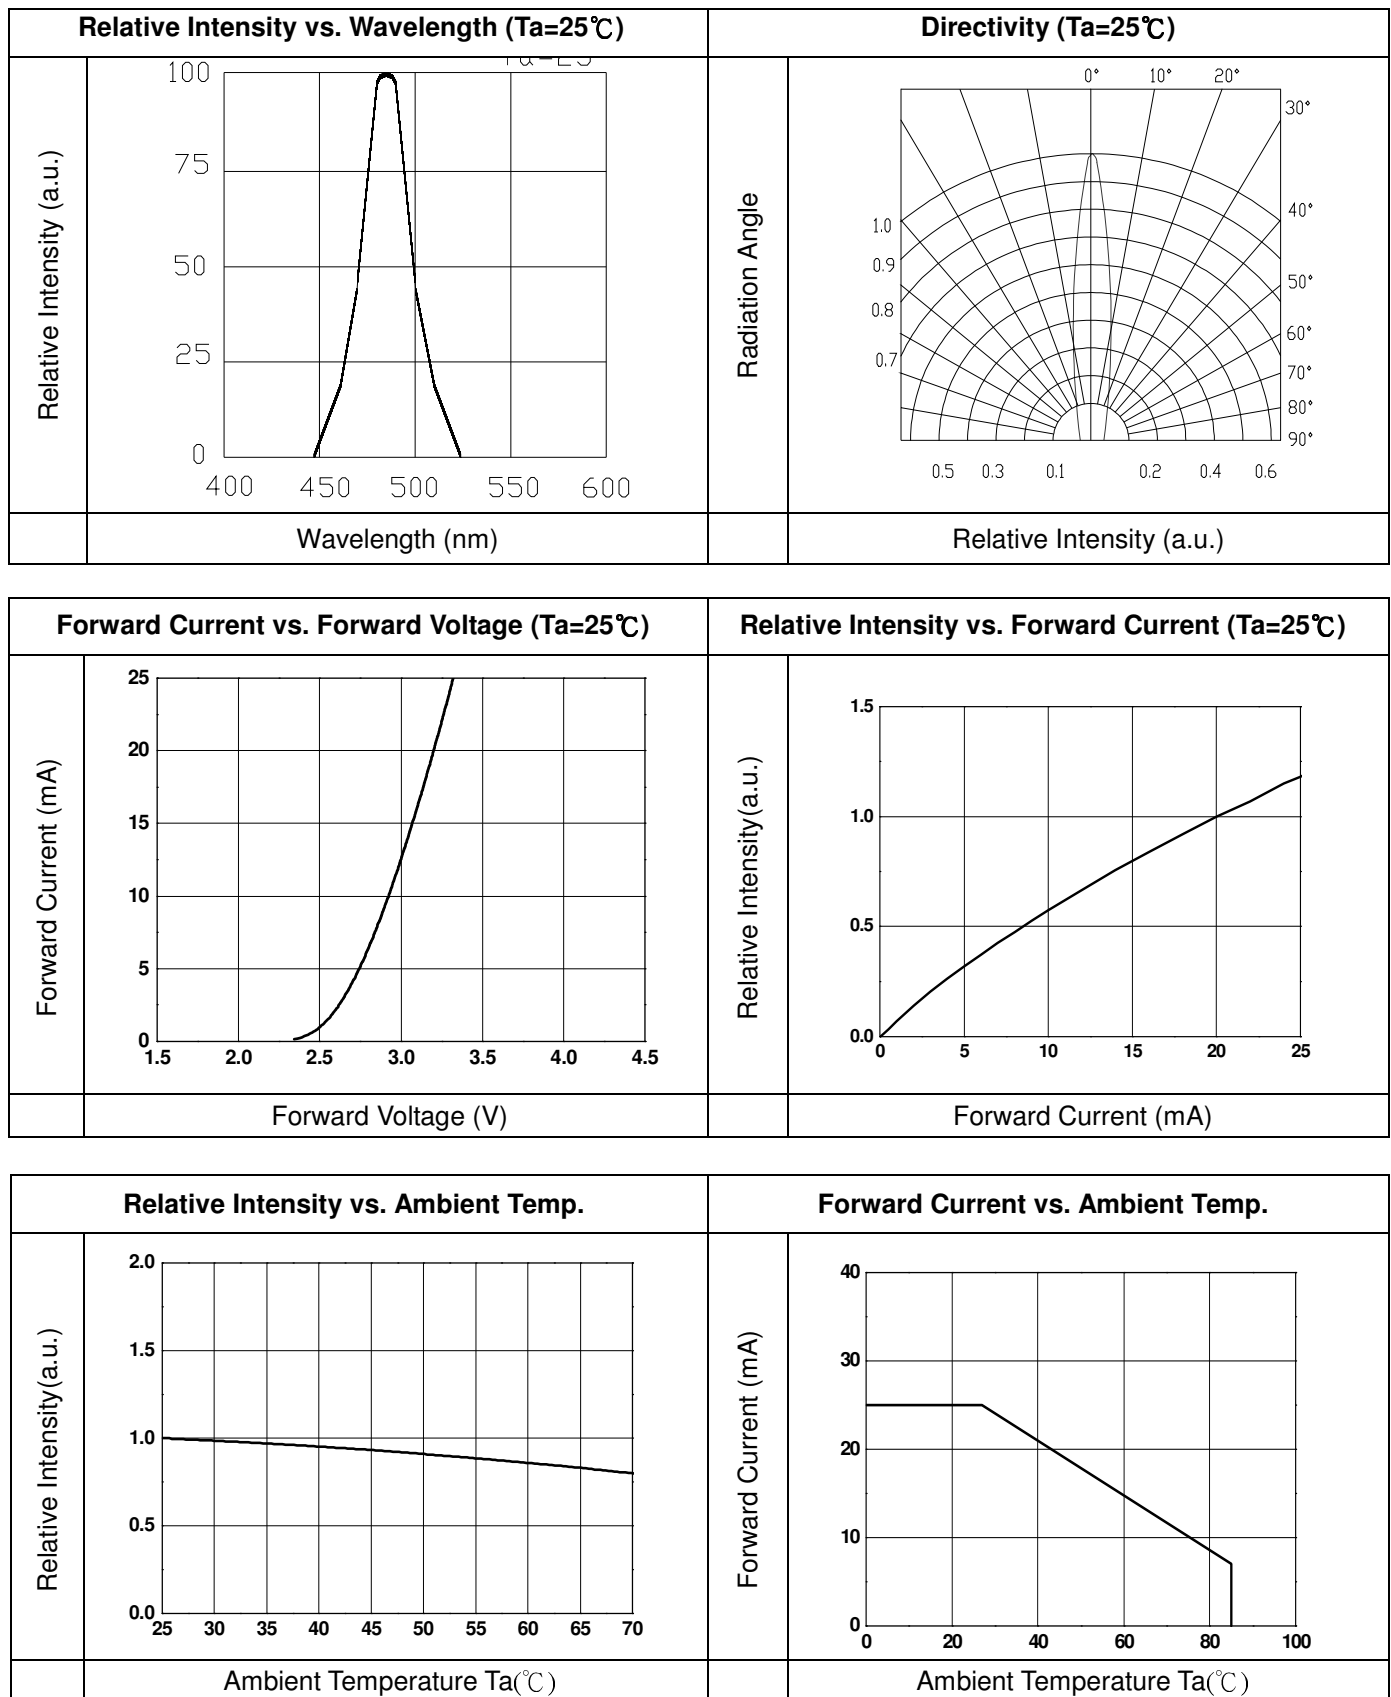 Relative Intensity vs. Wavelength (Ta=25℃)
Directivity (Ta=25℃)
Relative Intensity (a.u.)
100
75
50
25
0
400 450 500 550 600
Wavelength (nm)
Radiation Angle
0° 10° 20°
30°
40°
50°
60°
70°
80°
90°
1.0
0.9
0.8
0.7
0.5 0.3 0.1 0.2 0.4 0.6
Relative Intensity (a.u.)
Forward Current vs. Forward Voltage (Ta=25℃)
Relative Intensity vs. Forward Current (Ta=25℃)
Forward Current (mA)
25
20
15
10
5
0
1.5 2.0 2.5 3.0 3.5 4.0 4.5
Forward Voltage (V)
Relative Intensity(a.u.)
1.5
1.0
0.5
0.0
0 5 10 15 20 25
Forward Current (mA)
Relative Intensity vs. Ambient Temp.
Forward Current vs. Ambient Temp.
Relative Intensity(a.u.)
2.0
1.5
1.0
0.5
0.0
25 30 35 40 45 50 55 60 65 70
Ambient Temperature Ta(℃)
Forward Current (mA)
40
30
20
10
0
0 20 40 60 80 100
Ambient Temperature Ta(℃)